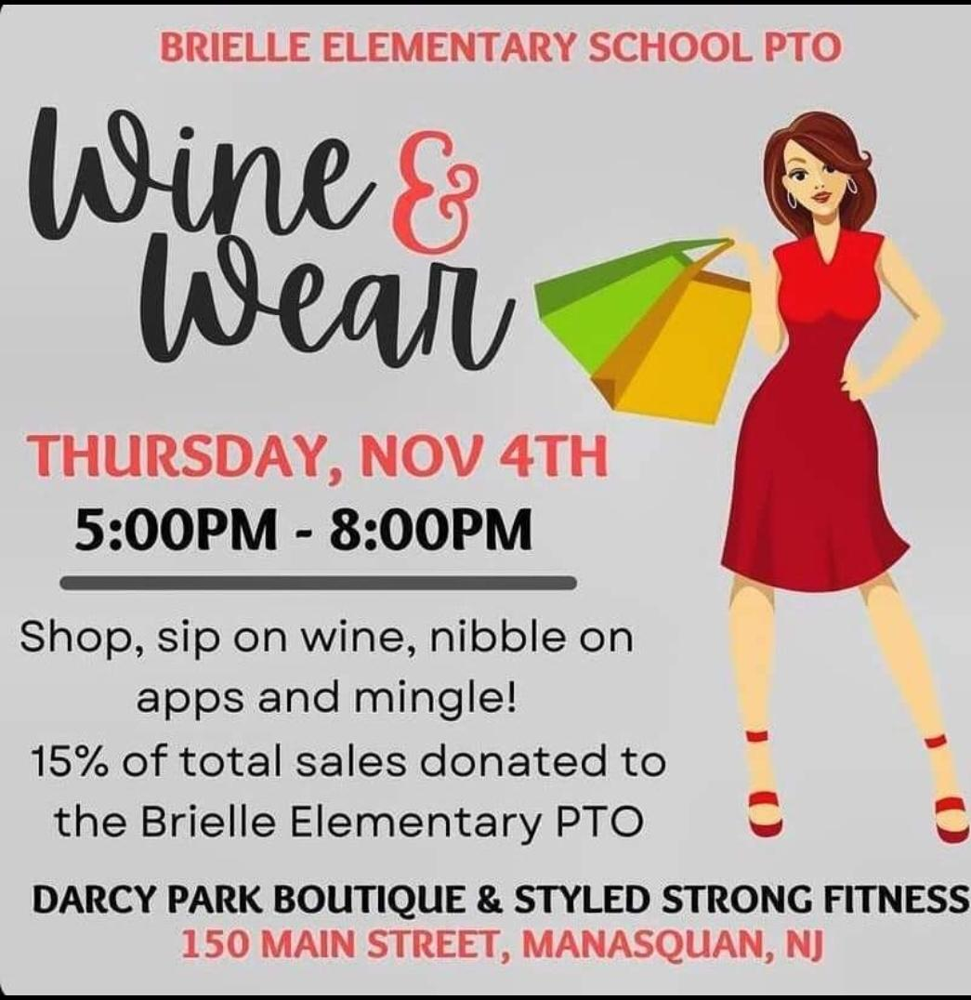 BRIELLE ELEMENTARY SCHOOL PTO
Wine &
Wear
THURSDAY, NOV 4TH
5:00PM - 8:00PM
Shop, sip on wine, nibble on
apps and mingle!
15% of total sales donated to
the Brielle Elementary PTO
DARCY PARK BOUTIQUE & STYLED STRONG FITNESS
150 MAIN STREET, MANASQUAN, NJ